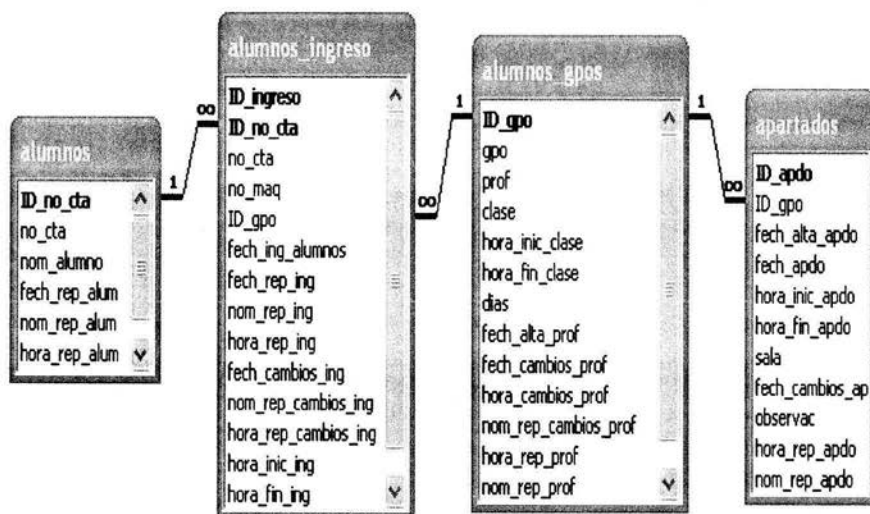 alumnos
ID_no_cta
no_cta
nom_alumno
fech_rep_alum
nom_rep_alum
hora_rep_alum
1
∞
alumnos_ingreso
ID_ingreso
ID_no_cta
no_cta
no_maq
ID_gpo
fech_ing_alumnos
fech_rep_ing
nom_rep_ing
hora_rep_ing
fech_cambios_ing
nom_rep_cambios_ing
hora_rep_cambios_ing
hora_inic_ing
hora_fin_ing
1
∞
alumnos_gpos
ID_gpo
gpo
prof
clase
hora_inic_clase
hora_fin_clase
dias
fech_alta_prof
fech_cambios_prof
hora_cambios_prof
nom_rep_cambios_prof
hora_rep_prof
nom_rep_prof
1
∞
apartados
ID_apdo
ID_gpo
fech_alta_apdo
fech_apdo
hora_inic_apdo
hora_fin_apdo
sala
fech_cambios_ap
observac
hora_rep_apdo
nom_rep_apdo